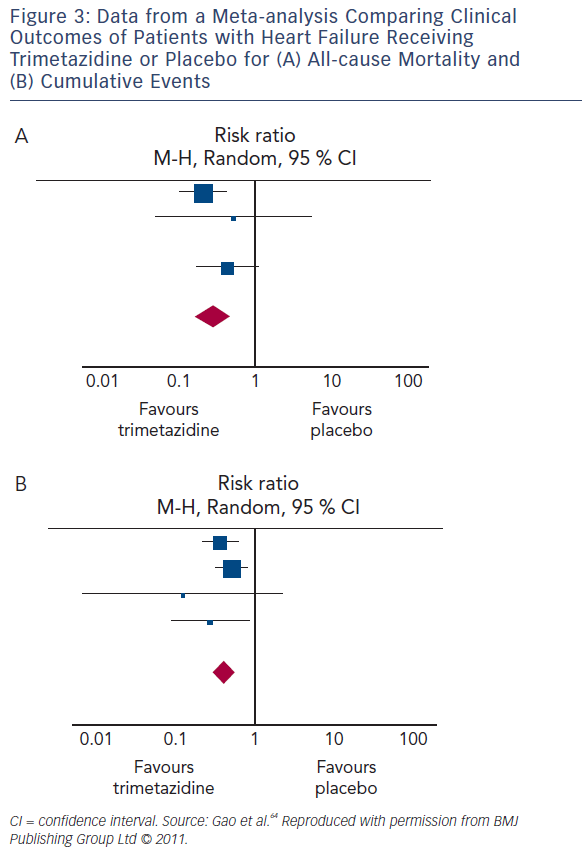 Figure 3: Data from a Meta-analysis Comparing Clinical
Outcomes of Patients with Heart Failure Receiving
Trimetazidine or Placebo for (A) All-cause Mortality and
(B) Cumulative Events
A
Risk ratio
M-H, Random, 95 % CI
0.01 0.1 1 10 100
Favours Favours
trimetazidine placebo
B
Risk ratio
M-H, Random, 95 % CI
0.01 0.1 1 10 100
Favours Favours
trimetazidine placebo
CI = confidence interval. Source: Gao et al.⁶⁴ Reproduced with permission from BMJ
Publishing Group Ltd © 2011.